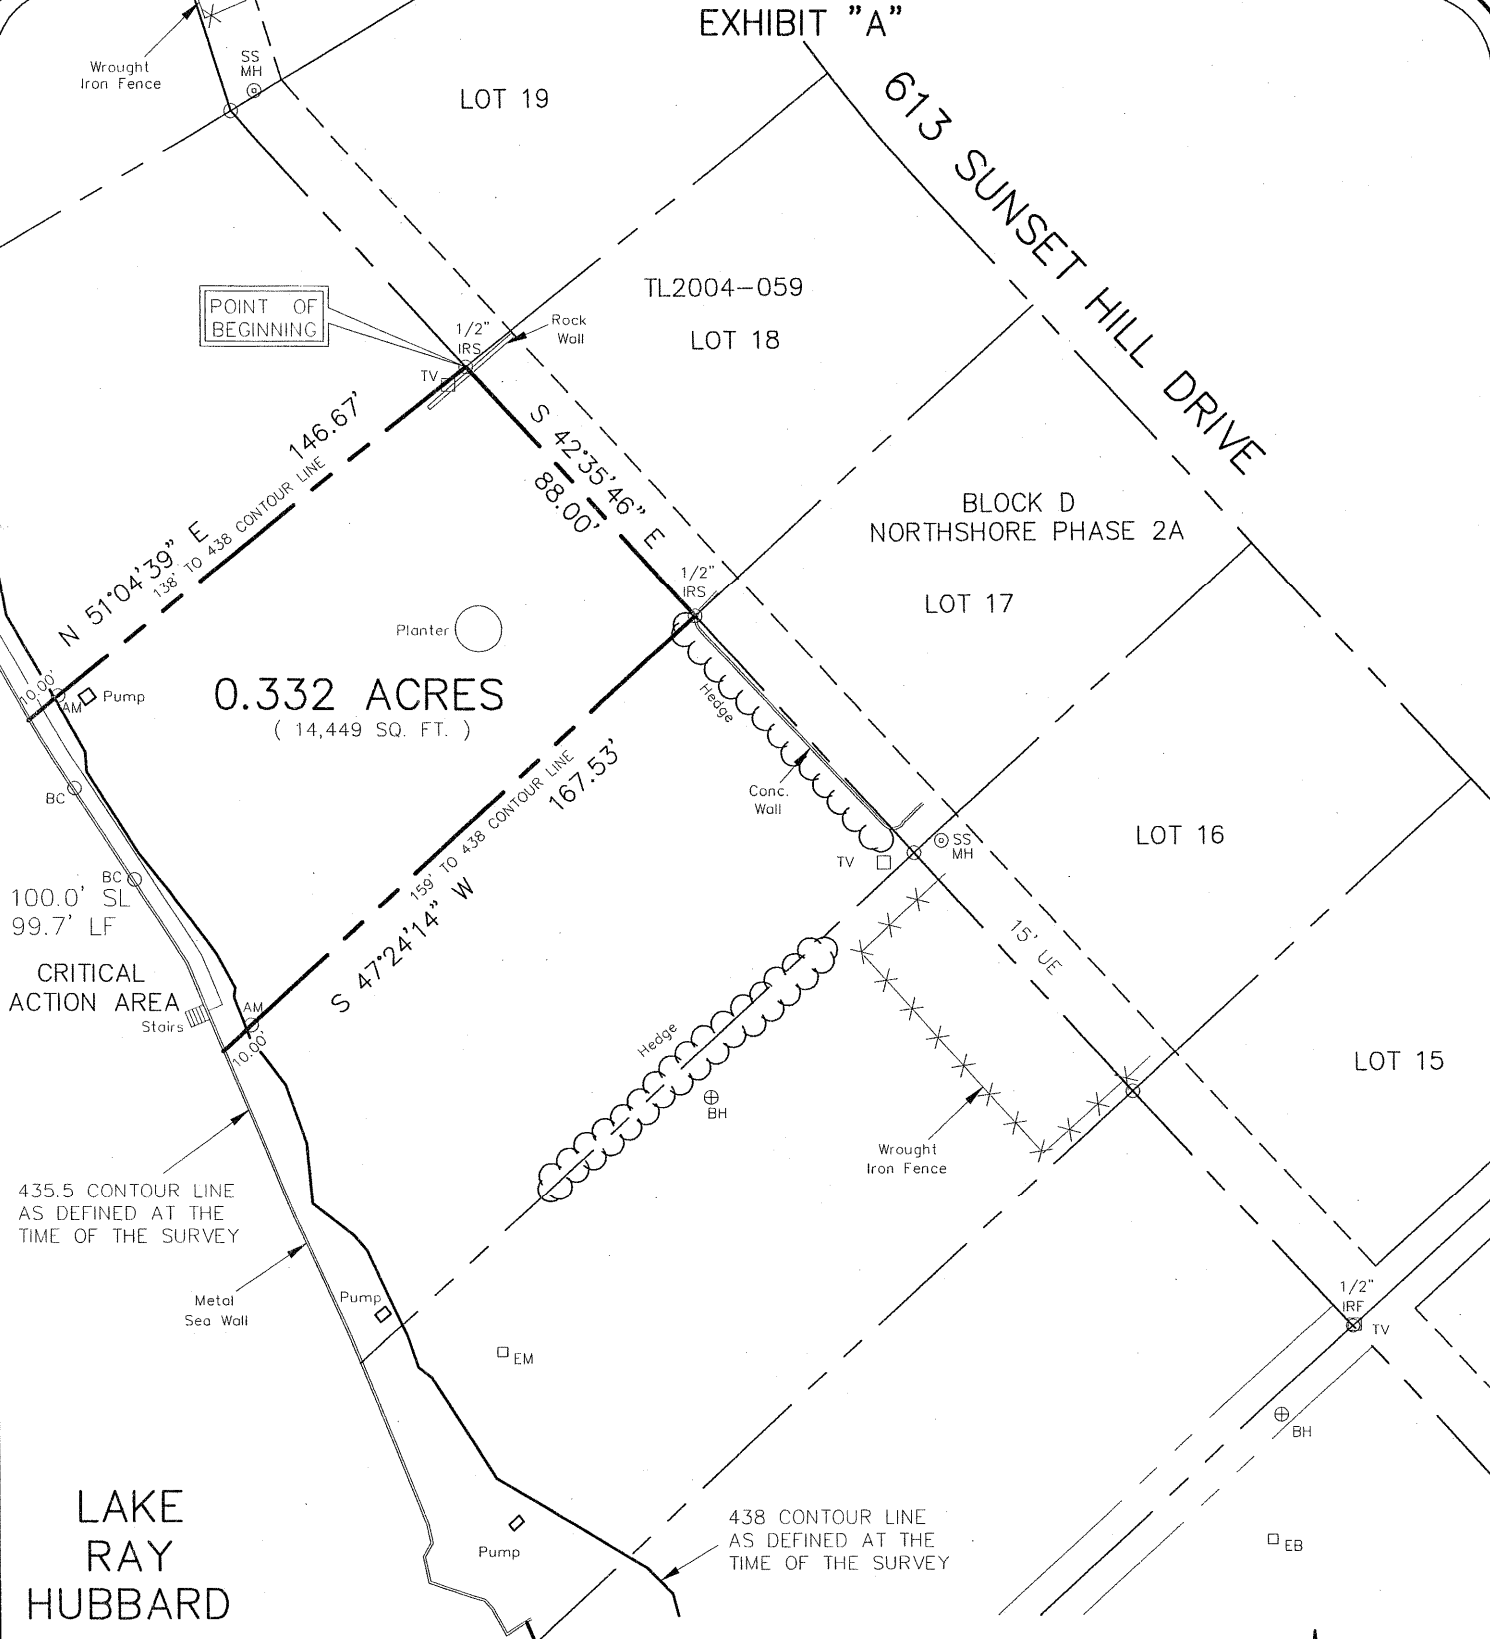 EXHIBIT "A"
613 SUNSET HILL DRIVE
Wrought
Iron Fence
SS
MH
LOT 19
TL2004-059
LOT 18
POINT OF
BEGINNING
1/2"
IRS
Rock
Wall
TV
146.67'
N 51°04'39" E
138' TO 438 CONTOUR LINE
S 42°35'46" E
88.00'
BLOCK D
NORTHSHORE PHASE 2A
LOT 17
1/2"
IRS
Planter
0.332 ACRES
( 14,449 SQ. FT. )
10.00'
AM
Pump
Hedge
BC
Conc.
Wall
159' TO 438 CONTOUR LINE
167.53'
S 47°24'14" W
LOT 16
TV
SS
MH
BC
100.0' SL
99.7' LF
15' UE
CRITICAL
ACTION AREA
Stairs
AM
10.00'
Hedge
BH
LOT 15
Wrought
Iron Fence
435.5 CONTOUR LINE
AS DEFINED AT THE
TIME OF THE SURVEY
Metal
Sea Wall
Pump
EM
1/2"
IRF
TV
BH
LAKE
RAY
HUBBARD
Pump
438 CONTOUR LINE
AS DEFINED AT THE
TIME OF THE SURVEY
EB